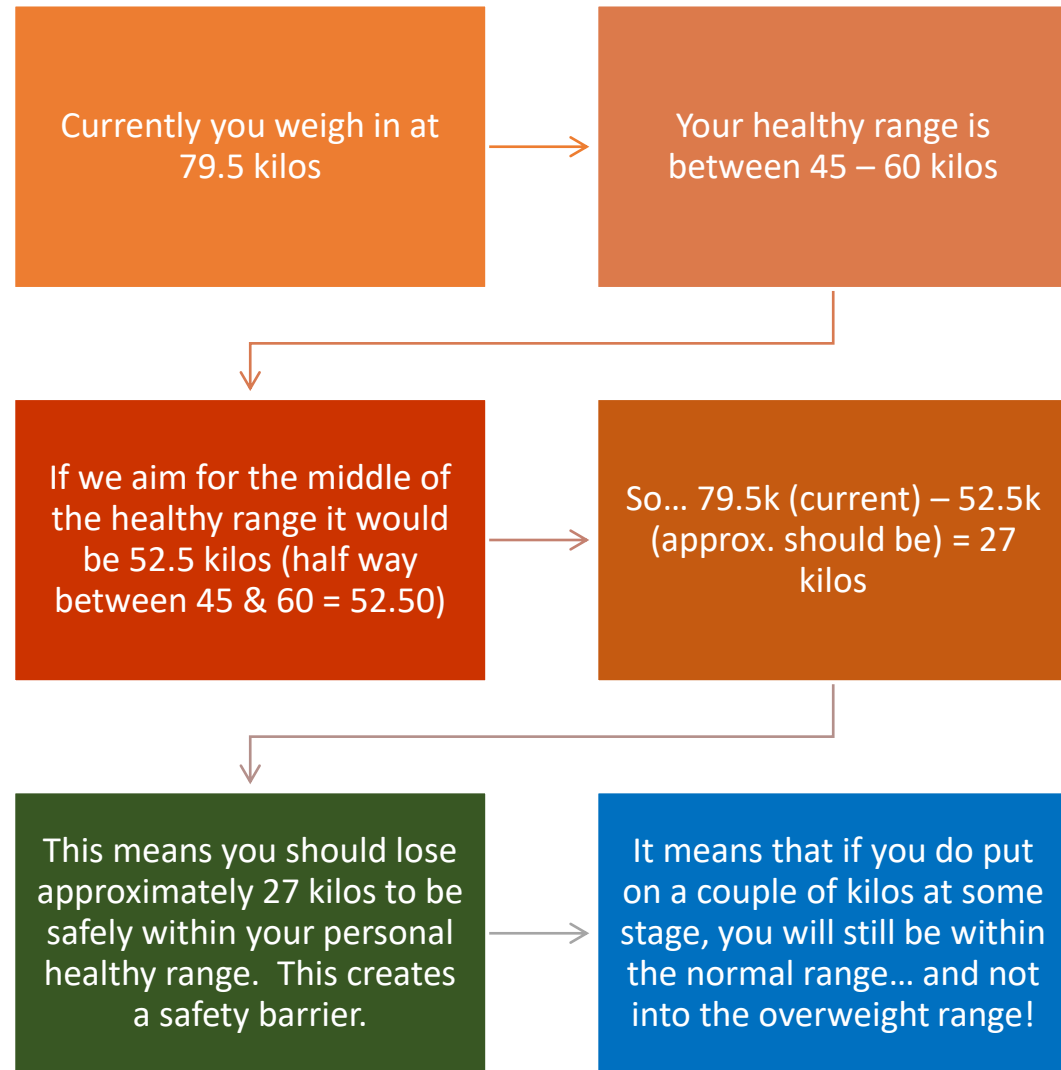 Currently you weigh in at
79.5 kilos
Your healthy range is
between 45 – 60 kilos
If we aim for the middle of
the healthy range it would
be 52.5 kilos (half way
between 45 & 60 = 52.50)
So… 79.5k (current) – 52.5k
(approx. should be) = 27
kilos
This means you should lose
approximately 27 kilos to be
safely within your personal
healthy range.  This creates
a safety barrier.
It means that if you do put
on a couple of kilos at some
stage, you will still be within
the normal range… and not
into the overweight range!